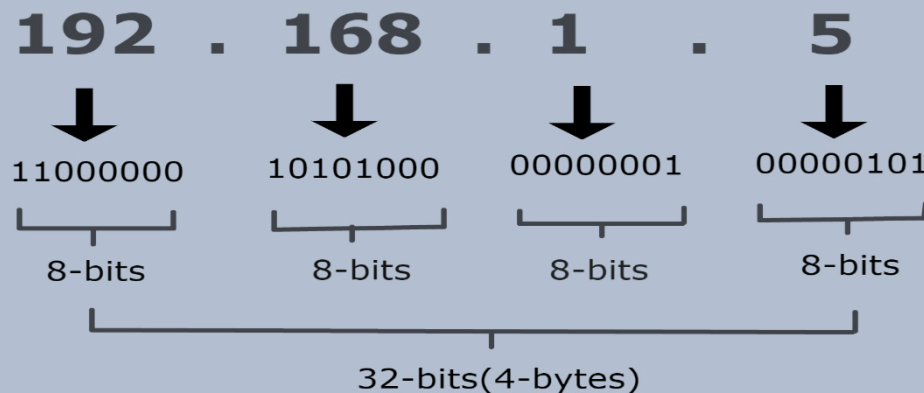 192 . 168 . 1 . 5
11000000 10101000 00000001 00000101
8-bits 8-bits 8-bits 8-bits
32-bits(4-bytes)